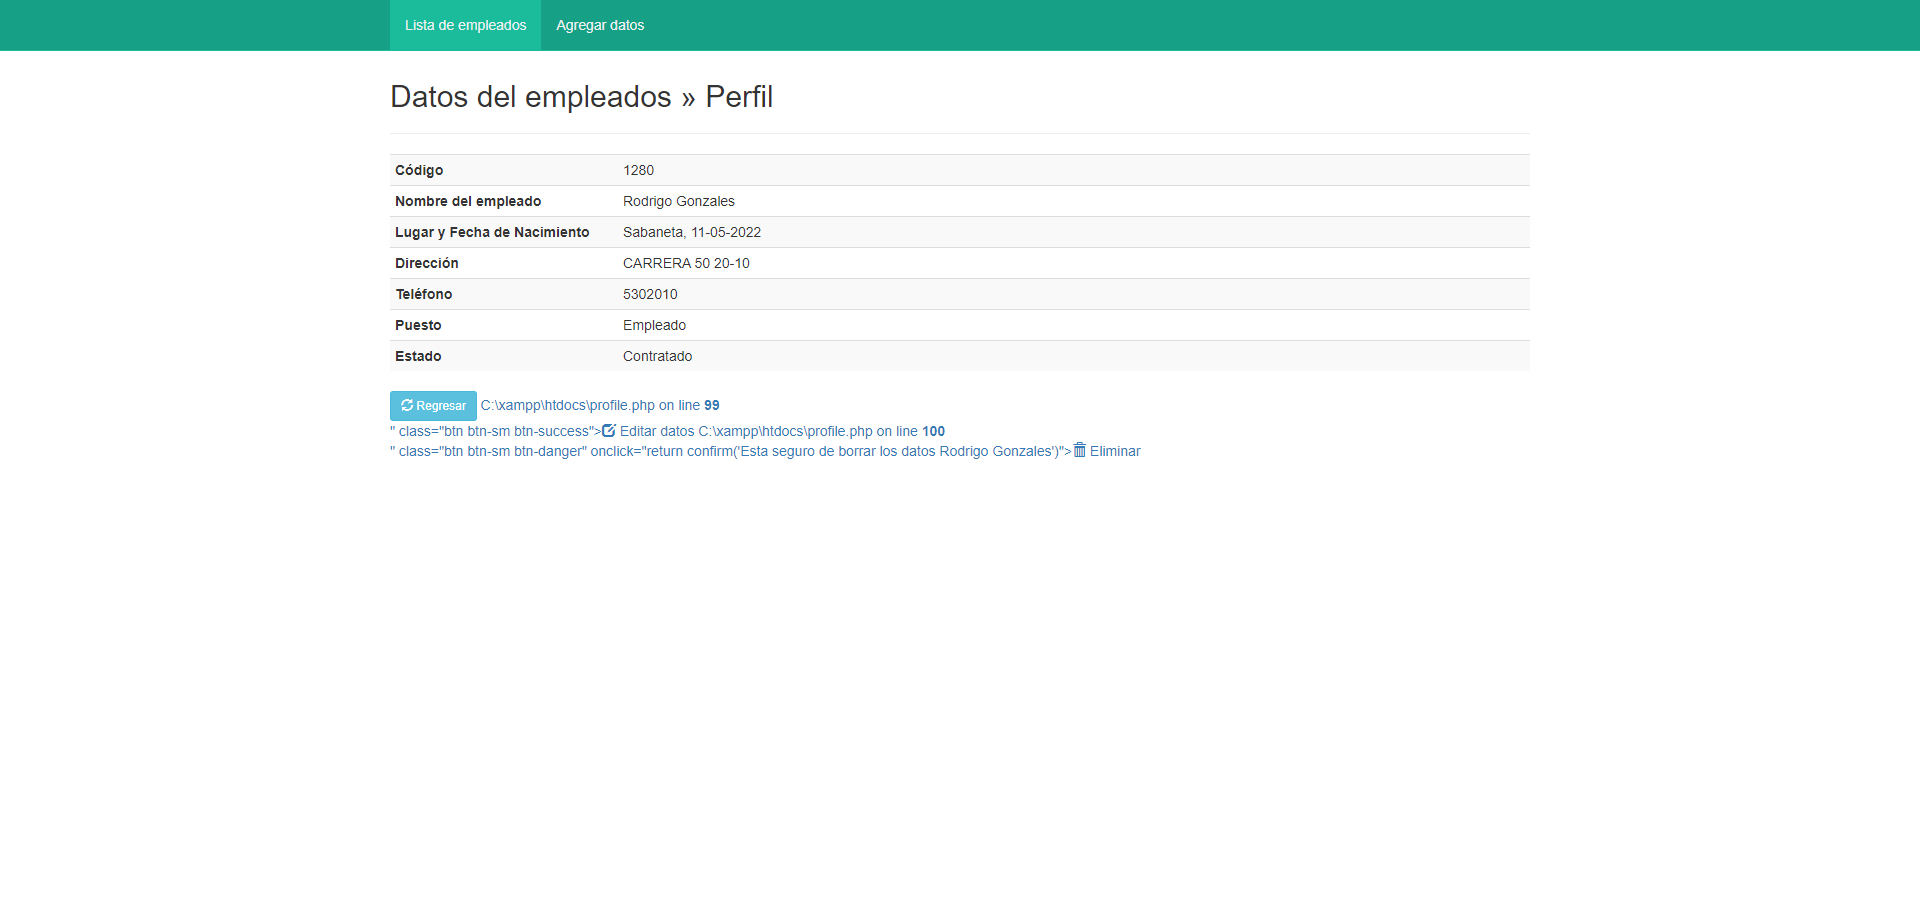 Lista de empleados Agregar datos
Datos del empleados » Perfil
Código 1280
Nombre del empleado Rodrigo Gonzales
Lugar y Fecha de Nacimiento Sabaneta, 11-05-2022
Dirección CARRERA 50 20-10
Teléfono 5302010
Puesto Empleado
Estado Contratado
Regresar C:\xampp\htdocs\profile.php on line 99
" class="btn btn-sm btn-success"> Editar datos C:\xampp\htdocs\profile.php on line 100
" class="btn btn-sm btn-danger" onclick="return confirm('Esta seguro de borrar los datos Rodrigo Gonzales')"> Eliminar